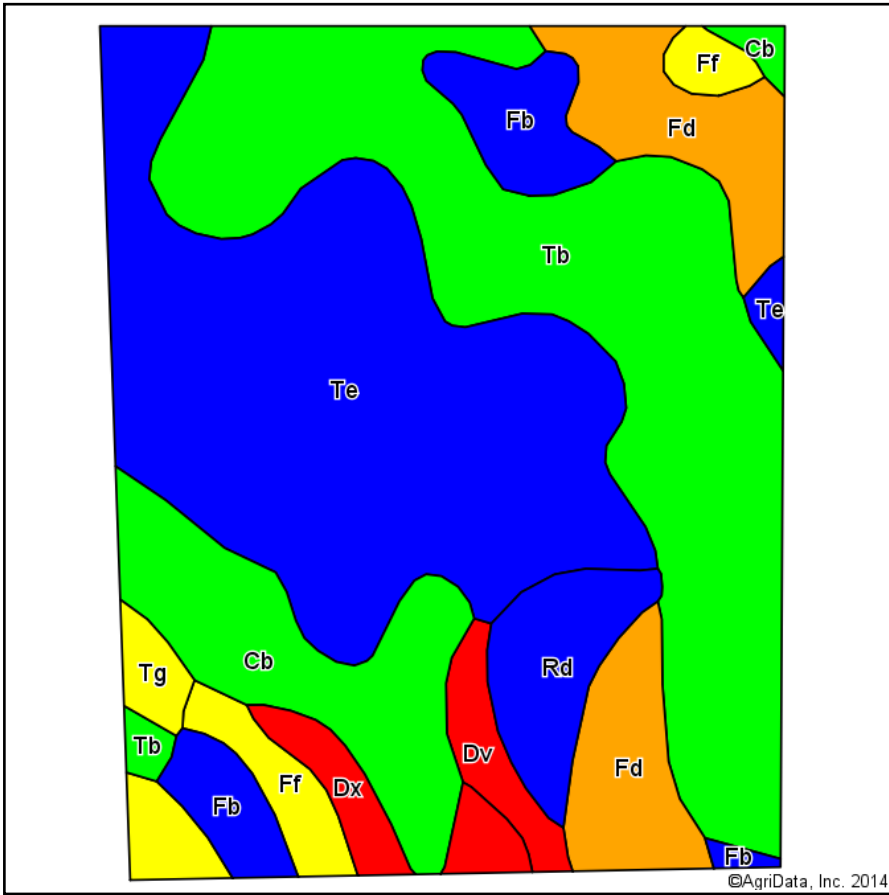 Cb
Ff
Fb
Fd
Tb
Te
Te
Cb
Rd
Tg
Tb
Dv
Fd
Ff
Dx
Fb
Fb
©AgriData, Inc. 2014